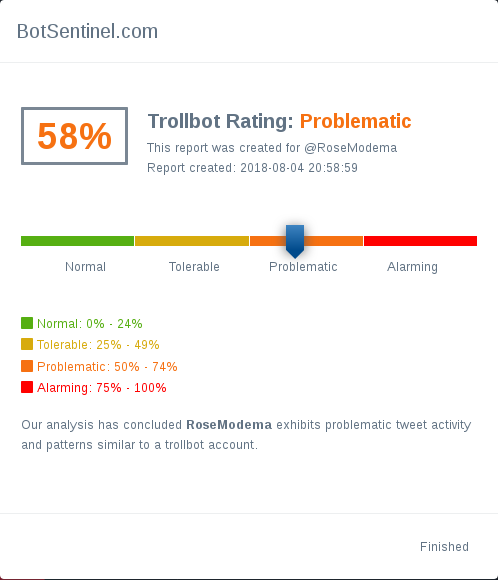 BotSentinel.com
58%
Trollbot Rating: Problematic
This report was created for @RoseModema
Report created: 2018-08-04 20:58:59
Normal Tolerable Problematic Alarming
Normal: 0% - 24%
Tolerable: 25% - 49%
Problematic: 50% - 74%
Alarming: 75% - 100%
Our analysis has concluded RoseModema exhibits problematic tweet activity
and patterns similar to a trollbot account.
Finished